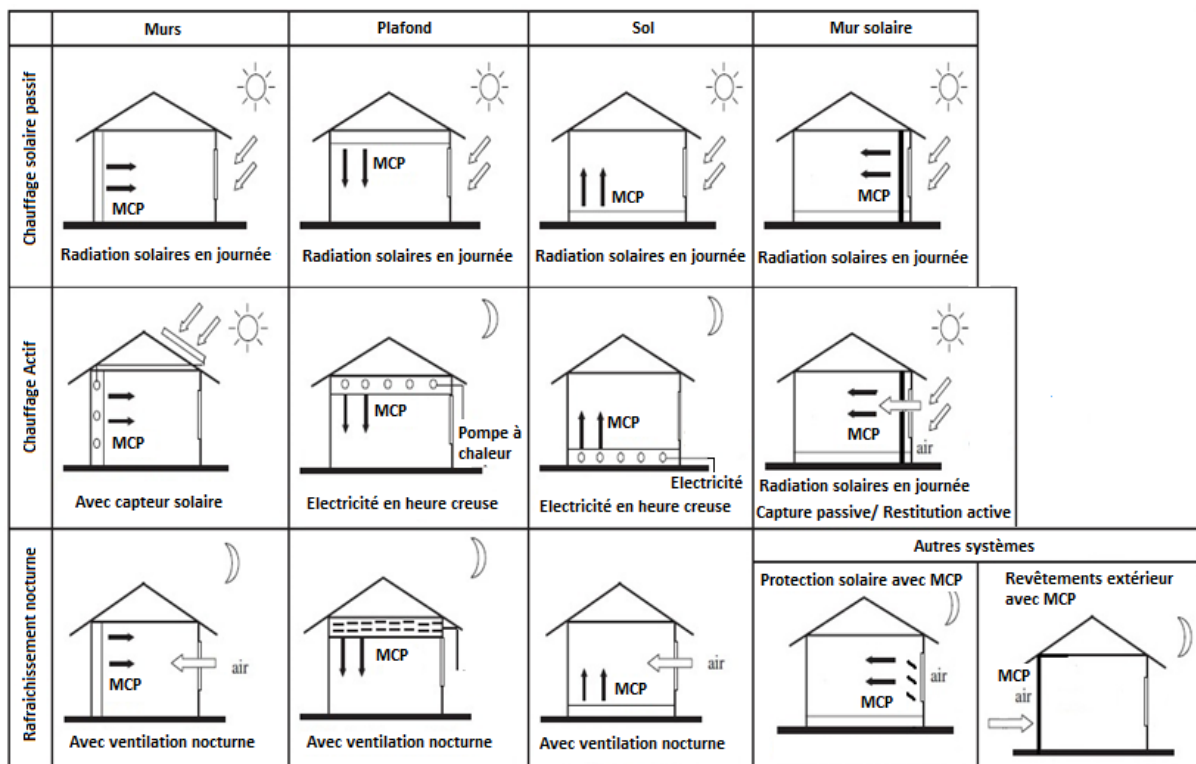 Murs
Plafond
Sol
Mur solaire
Chauffage solaire passif
MCP
Radiation solaires en journée
MCP
Radiation solaires en journée
MCP
Radiation solaires en journée
MCP
Radiation solaires en journée
Chauffage Actif
MCP
Avec capteur solaire
MCP
Pompe à
chaleur
Electricité en heure creuse
MCP
Electricité
Electricité en heure creuse
MCP
air
Radiation solaires en journée
Capture passive/ Restitution active
Rafraichissement nocturne
MCP
air
Avec ventilation nocturne
MCP
Avec ventilation nocturne
MCP
air
Avec ventilation nocturne
Autres systèmes
Protection solaire avec MCP
MCP
air
Revêtements extérieur
avec MCP
MCP
air